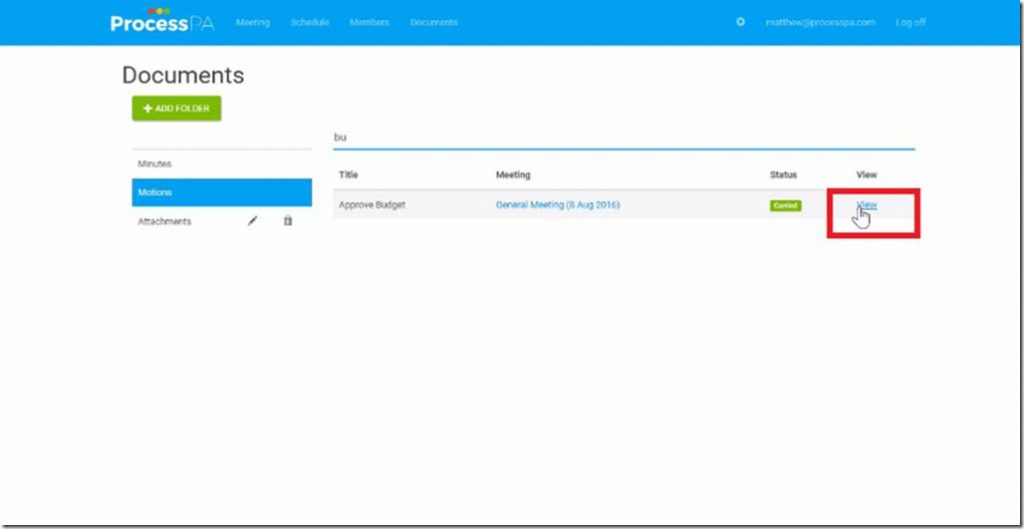 ProcessPA Meeting Schedule Members Documents matthew@processpa.com Log off
Documents
+ ADD FOLDER
bu
Minutes
Motions
Attachments
Title Meeting Status View
Approve Budget General Meeting (8 Aug 2016) Carried View